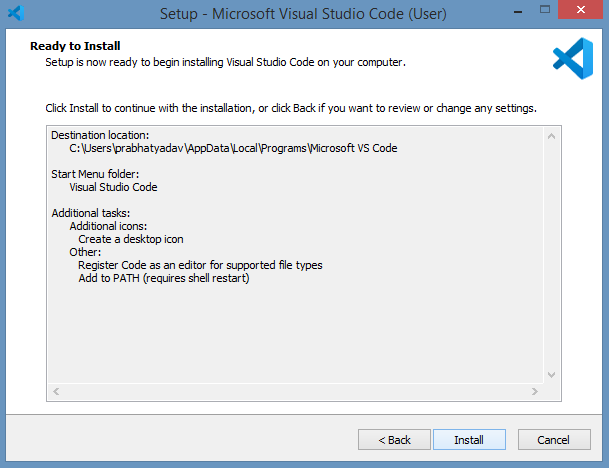 Setup - Microsoft Visual Studio Code (User)
Ready to Install
Setup is now ready to begin installing Visual Studio Code on your computer.
Click Install to continue with the installation, or click Back if you want to review or change any settings.
Destination location:
C:\Users\prabhatyadav\AppData\Local\Programs\Microsoft VS Code
Start Menu folder:
Visual Studio Code
Additional tasks:
Additional icons:
Create a desktop icon
Other:
Register Code as an editor for supported file types
Add to PATH (requires shell restart)
< Back
Install
Cancel